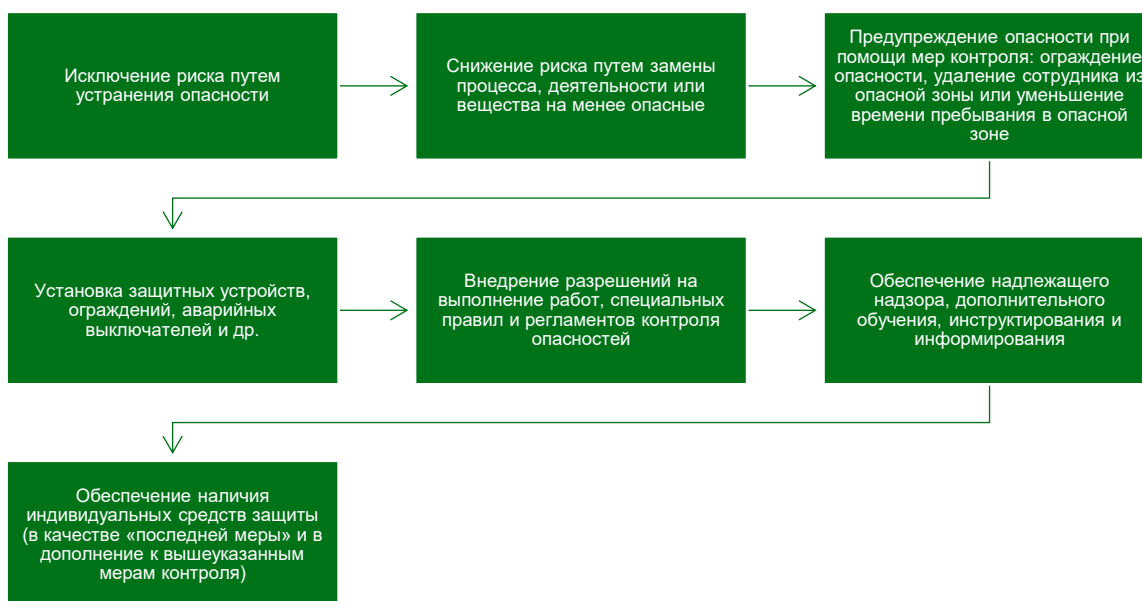 Исключение риска путем
устранения опасности
Снижение риска путем замены
процесса, деятельности или
вещества на менее опасные
Предупреждение опасности при
помощи мер контроля: ограждение
опасности, удаление сотрудника из
опасной зоны или уменьшение
времени пребывания в опасной
зоне
Установка защитных устройств,
ограждений, аварийных
выключателей и др.
Внедрение разрешений на
выполнение работ, специальных
правил и регламентов контроля
опасностей
Обеспечение надлежащего
надзора, дополнительного
обучения, инструктирования и
информирования
Обеспечение наличия
индивидуальных средств защиты
(в качестве «последней меры» и в
дополнение к вышеуказанным
мерам контроля)